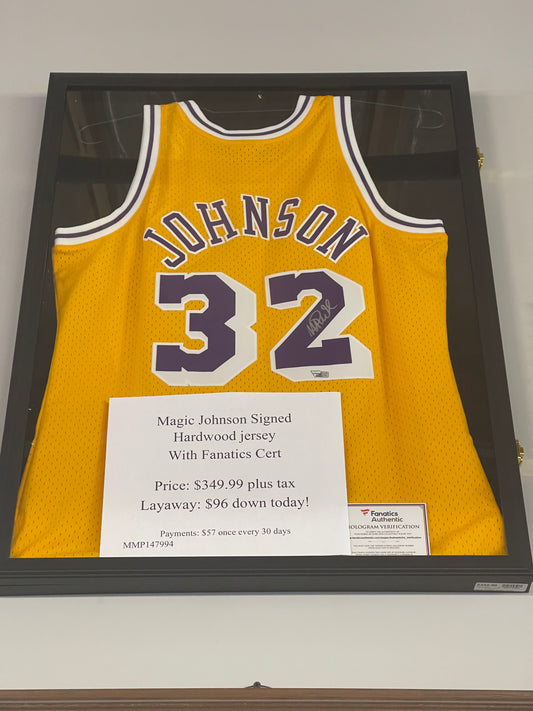 JOHNSON
32
Magic Johnson Signed
Hardwood jersey
With Fanatics Cert
Price: $349.99 plus tax
Layaway: $96 down today!
Payments: $57 once every 30 days
MMP147994
Fanatics
Authentic
HOLOGRAM VERIFICATION